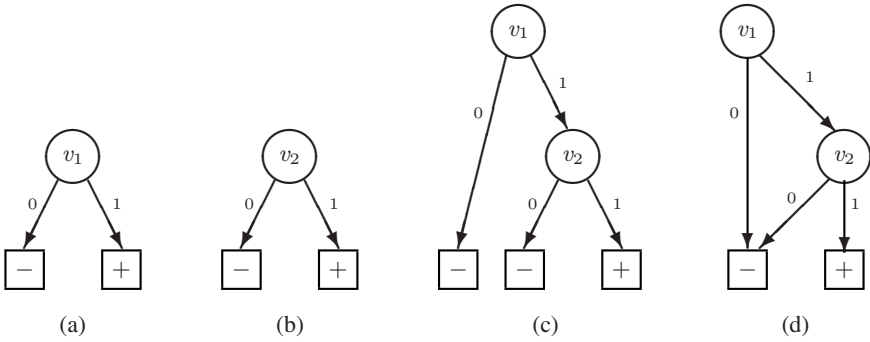 v₁ v₁
0 1 0 1
v₁ v₂ v₂ v₂
0 1 0 1 0 1 0 1
− + − + − − + − +
(a) (b) (c) (d)